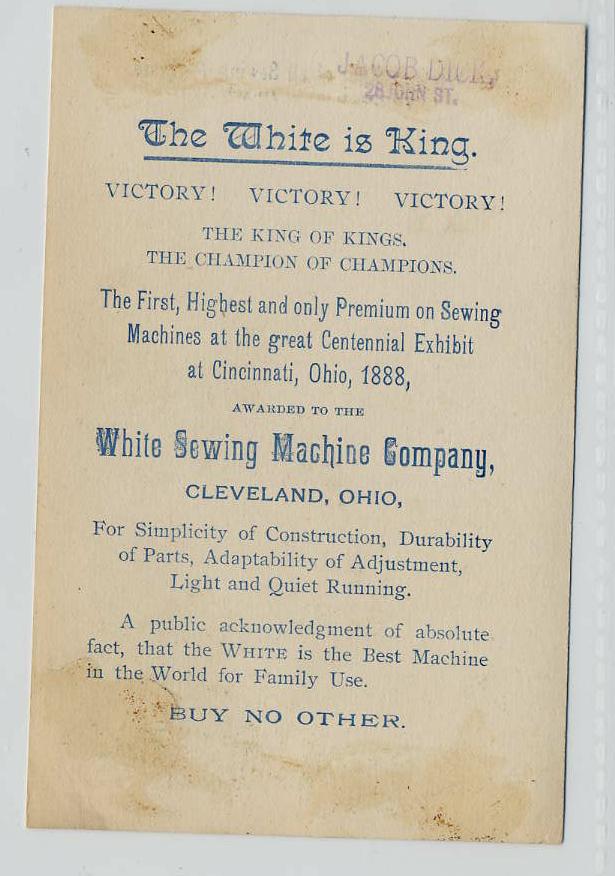 JACOB DICK,
28 JOHN ST.
The White is King.
VICTORY! VICTORY! VICTORY!
THE KING OF KINGS.
THE CHAMPION OF CHAMPIONS.
The First, Highest and only Premium on Sewing
Machines at the great Centennial Exhibit
at Cincinnati, Ohio, 1888,
AWARDED TO THE
White Sewing Machine Company,
CLEVELAND, OHIO,
For Simplicity of Construction, Durability
of Parts, Adaptability of Adjustment,
Light and Quiet Running.
A public acknowledgment of absolute
fact, that the WHITE is the Best Machine
in the World for Family Use.
BUY NO OTHER.